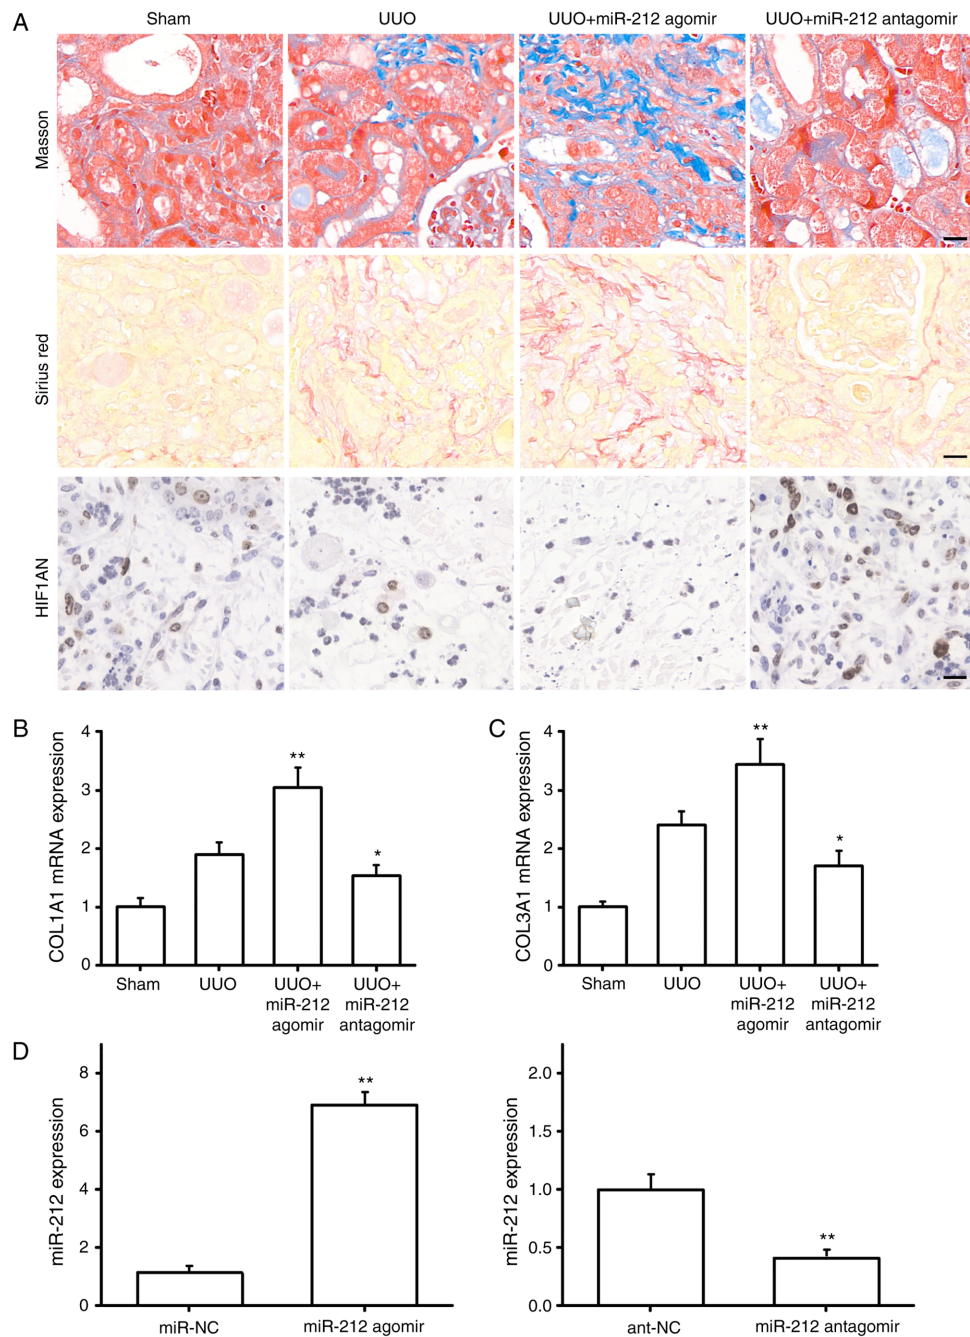 A
Sham
UUO
UUO+miR-212 agomir
UUO+miR-212 antagomir
Masson
Sirius red
HIF1AN
B
COL1A1 mRNA expression
4
3
2
1
0
**
*
Sham
UUO
UUO+
miR-212
agomir
UUO+
miR-212
antagomir
C
COL3A1 mRNA expression
4
3
2
1
0
**
*
Sham
UUO
UUO+
miR-212
agomir
UUO+
miR-212
antagomir
D
miR-212 expression
8
6
4
2
0
**
miR-NC
miR-212 agomir
miR-212 expression
2.0
1.5
1.0
0.5
0.0
**
ant-NC
miR-212 antagomir